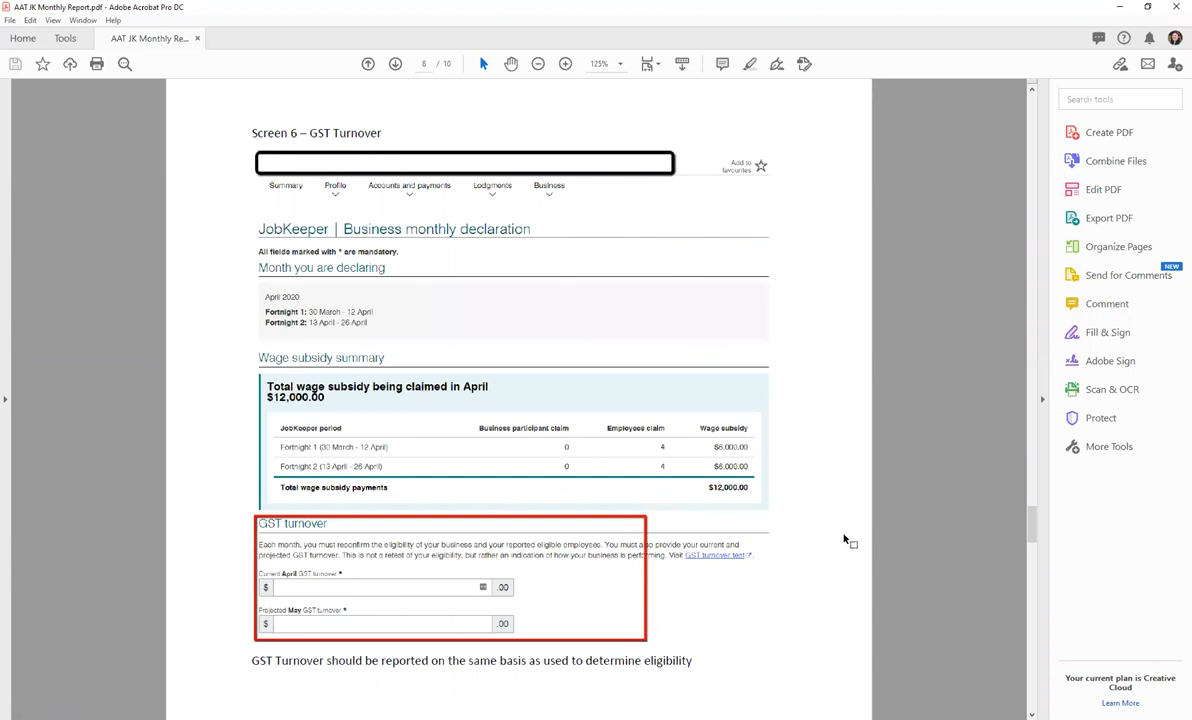 AAT JK Monthly Report.pdf - Adobe Acrobat Pro DC
File Edit View Window Help
Home Tools AAT JK Monthly Re... ×
8 / 10 125%
Search tools
Create PDF
Combine Files
Edit PDF
Export PDF
Organize Pages
NEW
Send for Comments
Comment
Fill & Sign
Adobe Sign
Scan & OCR
Protect
More Tools
Your current plan is Creative
Cloud
Learn More
Screen 6 – GST Turnover
Add to
favourites
Summary Profile Accounts and payments Lodgments Business
JobKeeper | Business monthly declaration
All fields marked with * are mandatory.
Month you are declaring
April 2020
Fortnight 1: 30 March - 12 April
Fortnight 2: 13 April - 26 April
Wage subsidy summary
Total wage subsidy being claimed in April
$12,000.00
JobKeeper period Business participant claim Employees claim Wage subsidy
Fortnight 1 (30 March - 12 April) 0 4 $6,000.00
Fortnight 2 (13 April - 26 April) 0 4 $6,000.00
Total wage subsidy payments $12,000.00
GST turnover
Each month, you must reconfirm the eligibility of your business and your reported eligible employees. You must also provide your current and
projected GST turnover. This is not a retest of your eligibility, but rather an indication of how your business is performing. Visit GST turnover test.
Current April GST turnover *
$ .00
Projected May GST turnover *
$ .00
GST Turnover should be reported on the same basis as used to determine eligibility